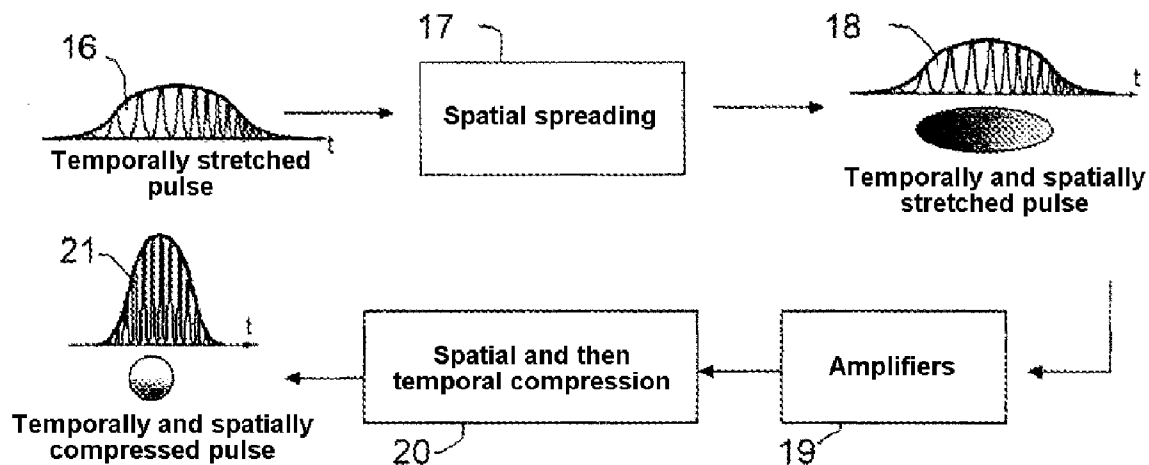 16
t
Temporally stretched
pulse
17
Spatial spreading
18
t
Temporally and spatially
stretched pulse
21
t
Temporally and spatially
compressed pulse
Spatial and then
temporal compression
20
Amplifiers
19